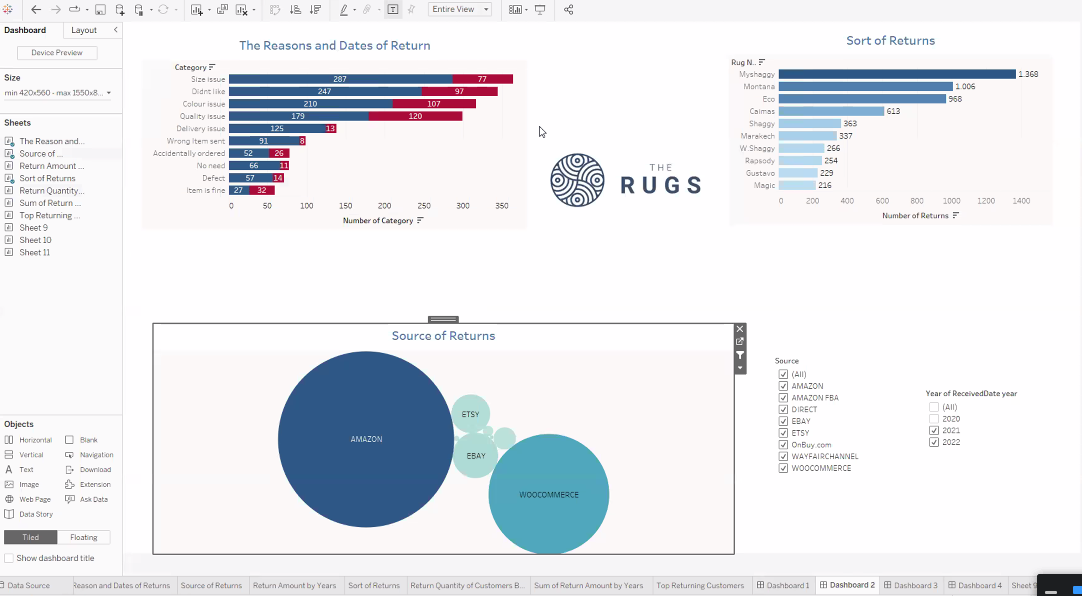 Entire View
Dashboard
Layout
Device Preview
Size
min 420x560 - max 1550x8...
Sheets
The Reason and...
Source of ...
Return Amount ...
Sort of Returns
Return Quantity...
Sum of Return ...
Top Returning ...
Sheet 9
Sheet 10
Sheet 11
Objects
Horizontal
Blank
Vertical
Navigation
Text
Download
Image
Extension
Web Page
Ask Data
Data Story
Tiled
Floating
Show dashboard title
The Reasons and Dates of Return
Category
Size issue 287 77
Didnt like 247 97
Colour issue 210 107
Quality issue 179 120
Delivery issue 125 13
Wrong Item sent 91 8
Accidentally ordered 52 26
No need 66 11
Defect 57 14
Item is fine 27 32
0 50 100 150 200 250 300 350
Number of Category
THE
RUGS
Sort of Returns
Rug N..
Myshaggy 1.368
Montana 1.006
Eco 968
Calmas 613
Shaggy 363
Marakech 337
W.Shaggy 266
Rapsody 254
Gustavo 229
Magic 216
0 200 400 600 800 1000 1200 1400
Number of Returns
Source of Returns
AMAZON
ETSY
EBAY
WOOCOMMERCE
Source
(All)
AMAZON
AMAZON FBA
DIRECT
EBAY
ETSY
OnBuy.com
WAYFAIRCHANNEL
WOOCOMMERCE
Year of ReceivedDate year
(All)
2020
2021
2022
Data Source
Reason and Dates of Returns
Source of Returns
Return Amount by Years
Sort of Returns
Return Quantity of Customers B...
Sum of Return Amount by Years
Top Returning Customers
Dashboard 1
Dashboard 2
Dashboard 3
Dashboard 4
Sheet 9